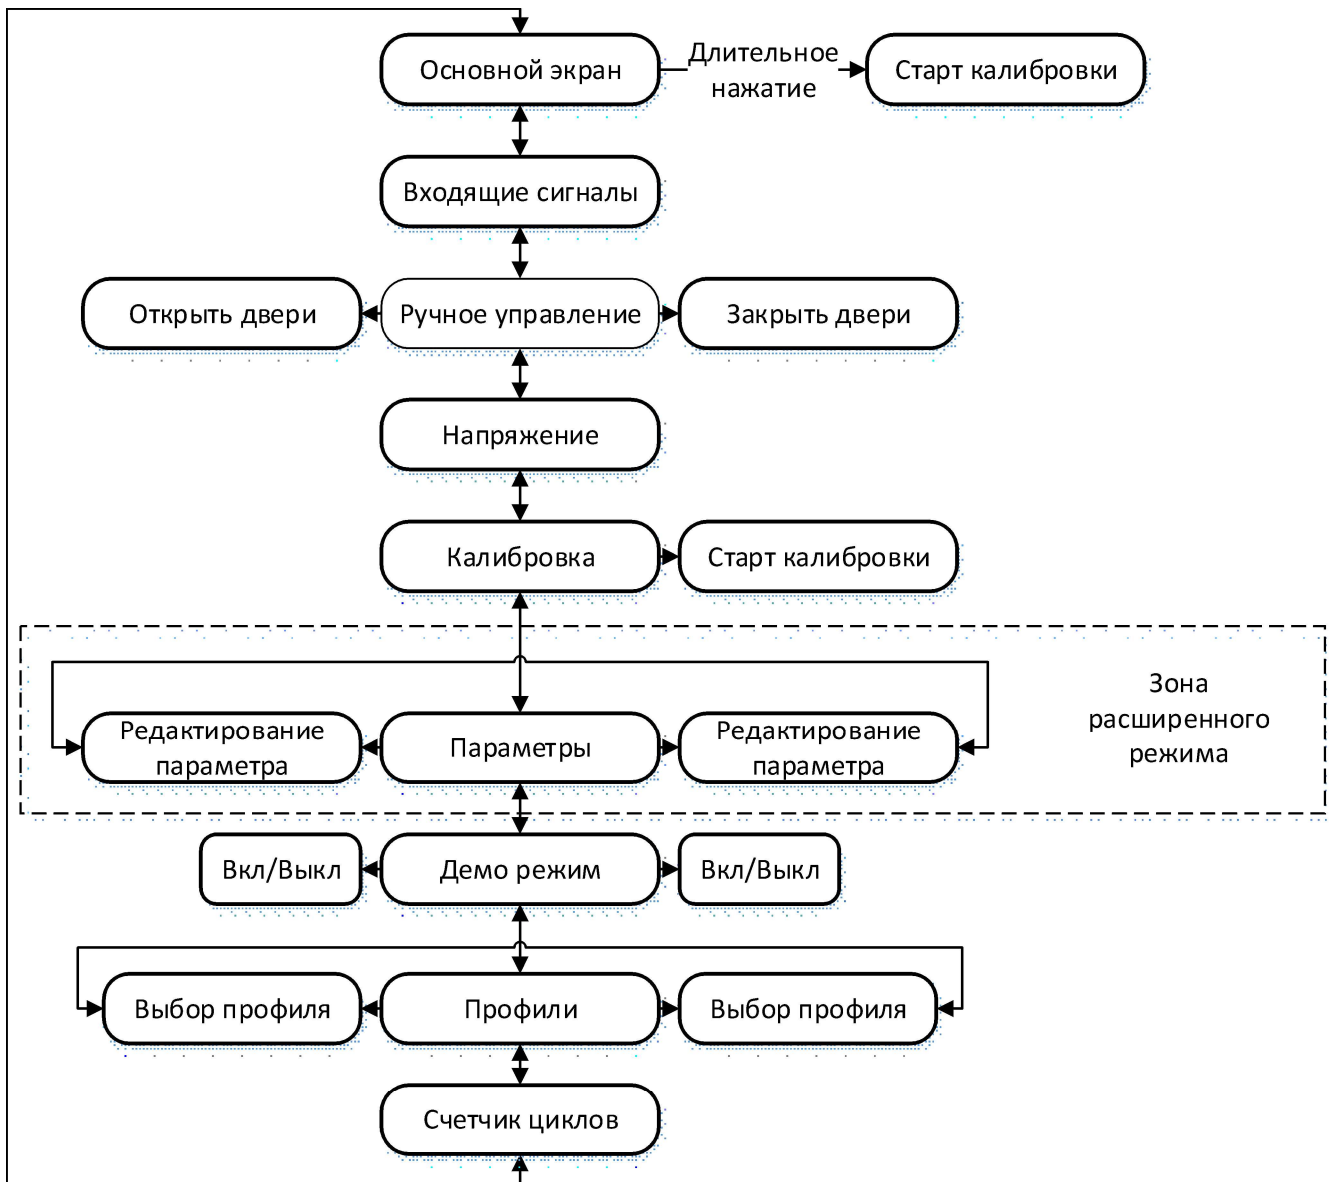 Основной экран
Длительное
нажатие
Старт калибровки
Входящие сигналы
Открыть двери
Ручное управление
Закрыть двери
Напряжение
Калибровка
Старт калибровки
Зона
расширенного
режима
Редактирование
параметра
Параметры
Редактирование
параметра
Вкл/Выкл
Демо режим
Вкл/Выкл
Выбор профиля
Профили
Выбор профиля
Счетчик циклов